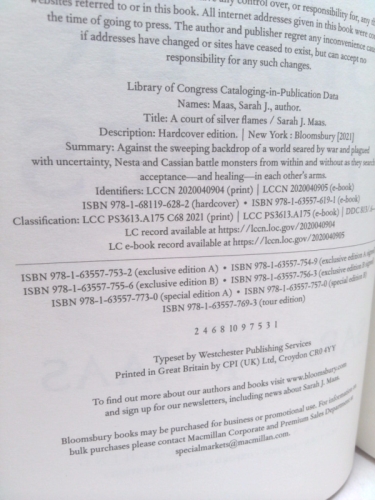 websites referred to or in this book. All internet addresses given in this book were
the time of going to press. The author and publisher regret any inconvenience
if addresses have changed or sites have ceased to exist, but can accept no
responsibility for any such changes.
Library of Congress Cataloging-in-Publication Data
Names: Maas, Sarah J., author.
Title: A court of silver flames / Sarah J. Maas.
Description: Hardcover edition. | New York : Bloomsbury [2021]
Summary: Against the sweeping backdrop of a world seared by war and plagued
with uncertainty, Nesta and Cassian battle monsters from within and without as they search
acceptance—and healing—in each other's arms.
Identifiers: LCCN 2020040904 (print) | LCCN 2020040905 (e-book)
ISBN 978-1-68119-628-2 (hardcover) • ISBN 978-1-63557-619-1 (e-book)
Classification: LCC PS3613.A175 C68 2021 (print) | LCC PS3613.A175 (e-book) | DDC
LC record available at https://lccn.loc.gov/2020040904
LC e-book record available at https://lccn.loc.gov/2020040905
ISBN 978-1-63557-753-2 (exclusive edition A) • ISBN 978-1-63557-754-9 (exclusive edition A
ISBN 978-1-63557-755-6 (exclusive edition B) • ISBN 978-1-63557-756-3 (exclusive edition B
ISBN 978-1-63557-773-0 (special edition A) • ISBN 978-1-63557-757-0 (special edition B)
ISBN 978-1-63557-769-3 (tour edition)
2 4 6 8 10 9 7 5 3 1
Typeset by Westchester Publishing Services
Printed in Great Britain by CPI (UK) Ltd, Croydon CR0 4YY
To find out more about our authors and books visit www.bloomsbury.com
and sign up for our newsletters, including news about Sarah J. Maas.
Bloomsbury books may be purchased for business or promotional use. For information on
bulk purchases please contact Macmillan Corporate and Premium Sales Department at
specialmarkets@macmillan.com.